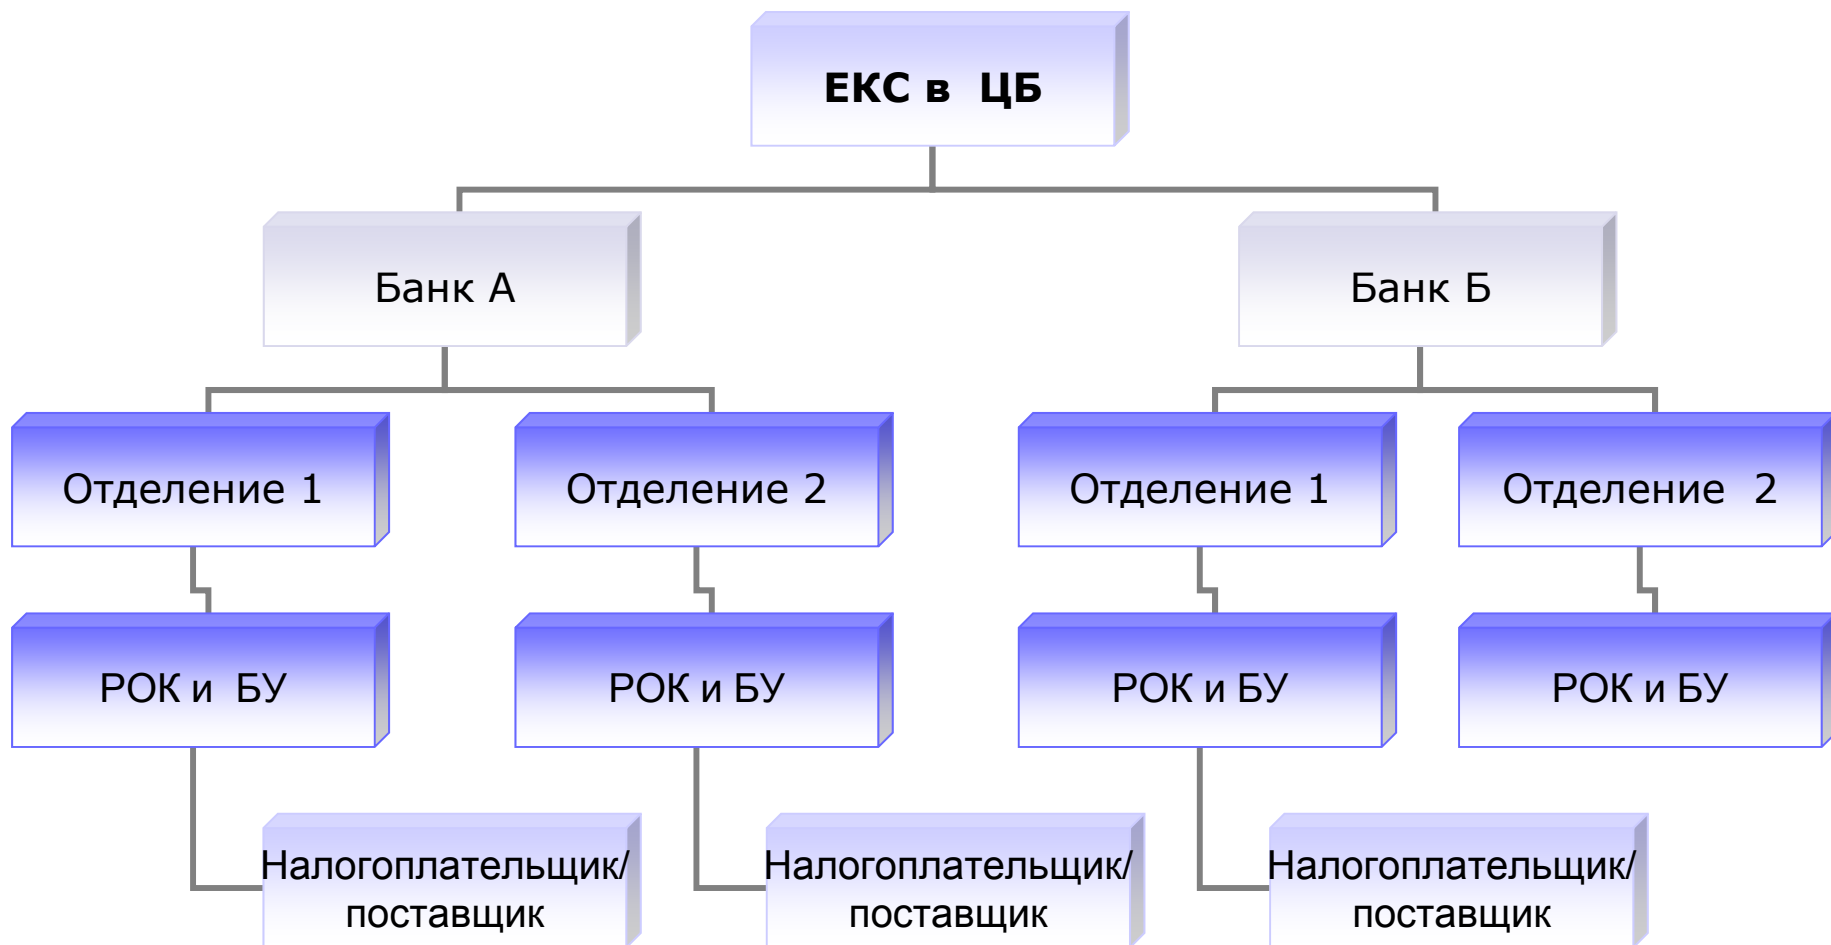 ЕКС в  ЦБ
Банк А
Банк Б
Отделение 1
Отделение 2
Отделение 1
Отделение  2
РОК и  БУ
РОК и БУ
РОК и БУ
РОК и БУ
Налогоплательщик/
поставщик
Налогоплательщик/
поставщик
Налогоплательщик/
поставщик